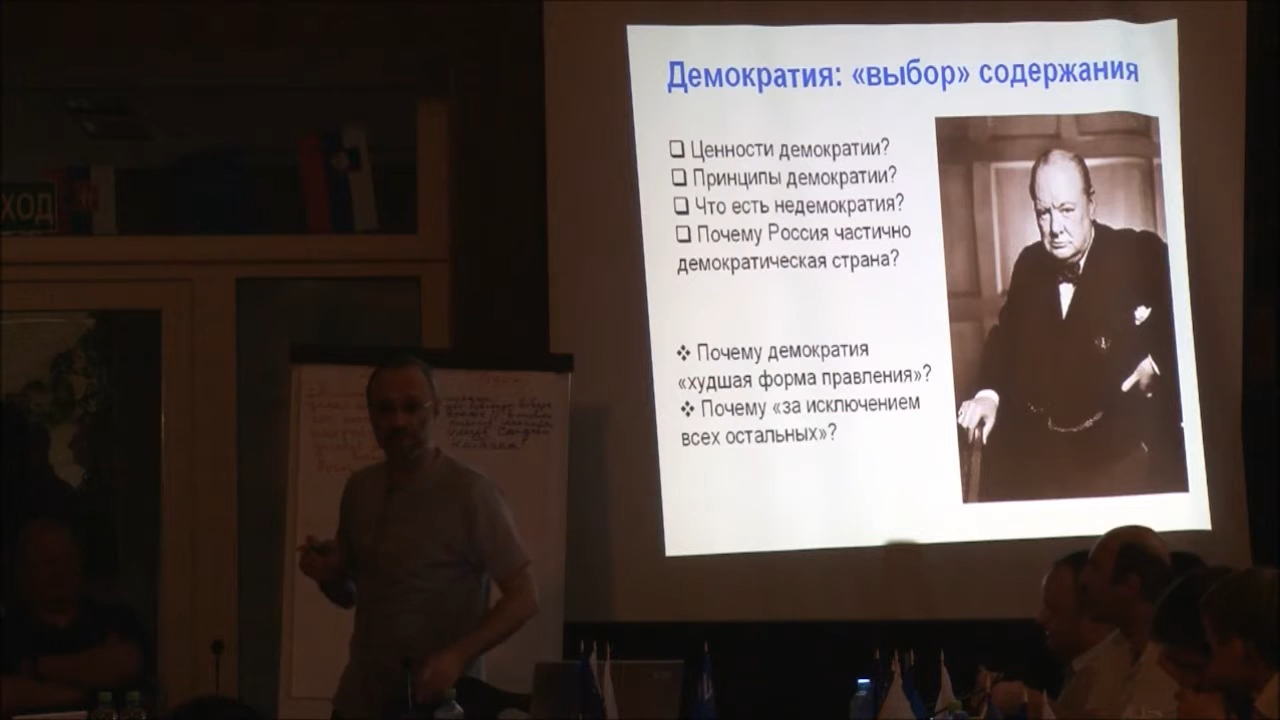 Демократия: «выбор» содержания
❑ Ценности демократии?
❑ Принципы демократии?
❑ Что есть недемократия?
❑ Почему Россия частично
демократическая страна?
❖ Почему демократия
«худшая форма правления»?
❖ Почему «за исключением
всех остальных»?
ХОД